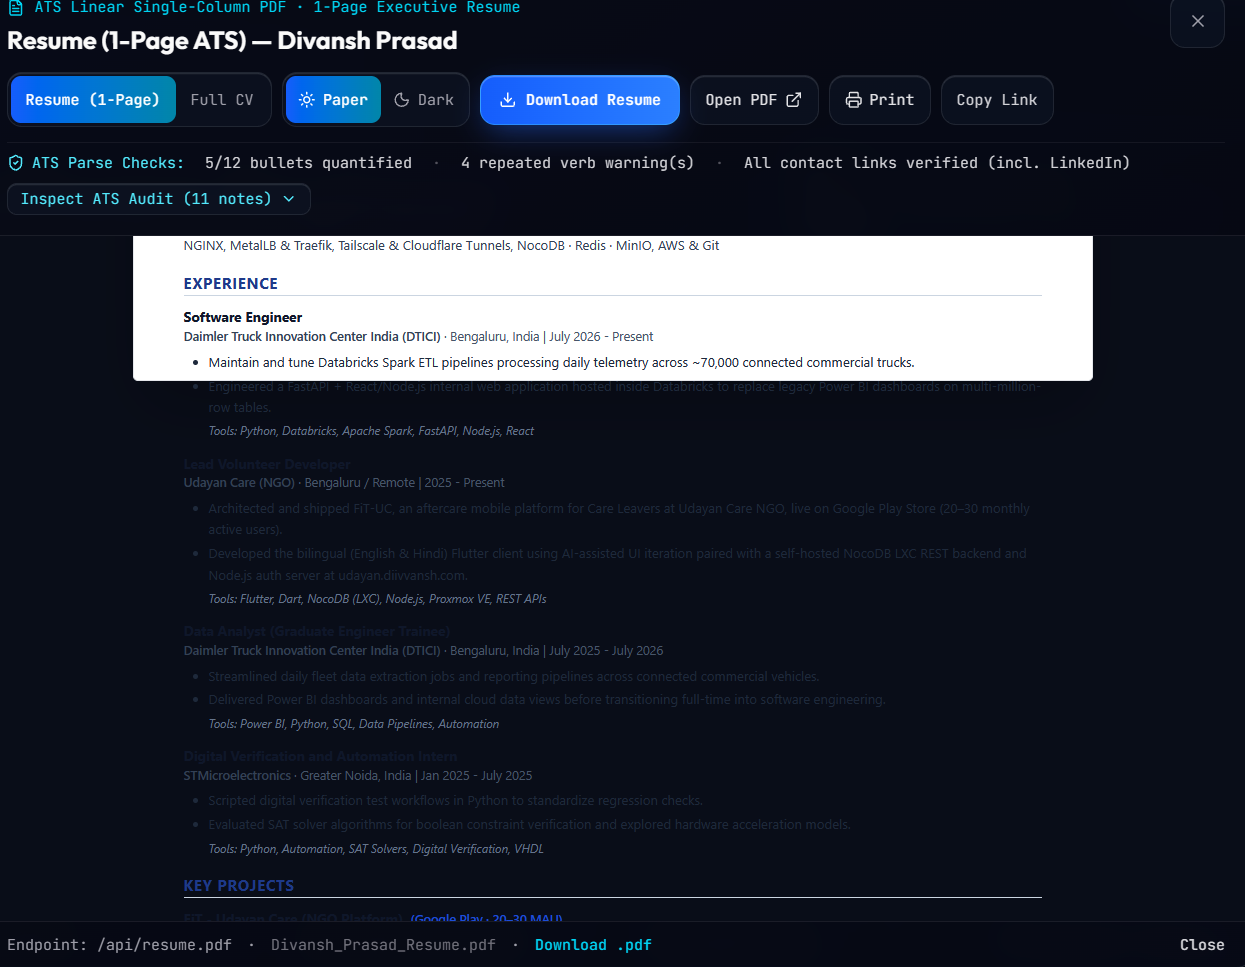 ATS Linear Single-Column PDF · 1-Page Executive Resume
Resume (1-Page ATS) — Divansh Prasad
Resume (1-Page) Full CV Paper Dark Download Resume Open PDF Print Copy Link
ATS Parse Checks: 5/12 bullets quantified · 4 repeated verb warning(s) · All contact links verified (incl. LinkedIn)
Inspect ATS Audit (11 notes)
NGINX, MetalLB & Traefik, Tailscale & Cloudflare Tunnels, NocoDB · Redis · MinIO, AWS & Git
EXPERIENCE
Software Engineer
Daimler Truck Innovation Center India (DTICI) · Bengaluru, India | July 2026 - Present
• Maintain and tune Databricks Spark ETL pipelines processing daily telemetry across ~70,000 connected commercial trucks.
• Engineered a FastAPI + React/Node.js internal web application hosted inside Databricks to replace legacy Power BI dashboards on multi-million-
row tables.
Tools: Python, Databricks, Apache Spark, FastAPI, Node.js, React
Lead Volunteer Developer
Udayan Care (NGO) · Bengaluru / Remote | 2025 - Present
• Architected and shipped FiT-UC, an aftercare mobile platform for Care Leavers at Udayan Care NGO, live on Google Play Store (20–30 monthly
active users).
• Developed the bilingual (English & Hindi) Flutter client using AI-assisted UI iteration paired with a self-hosted NocoDB LXC REST backend and
Node.js auth server at udayan.diivvansh.com.
Tools: Flutter, Dart, NocoDB (LXC), Node.js, Proxmox VE, REST APIs
Data Analyst (Graduate Engineer Trainee)
Daimler Truck Innovation Center India (DTICI) · Bengaluru, India | July 2025 - July 2026
• Streamlined daily fleet data extraction jobs and reporting pipelines across connected commercial vehicles.
• Delivered Power BI dashboards and internal cloud data views before transitioning full-time into software engineering.
Tools: Power BI, Python, SQL, Data Pipelines, Automation
Digital Verification and Automation Intern
STMicroelectronics · Greater Noida, India | Jan 2025 - July 2025
• Scripted digital verification test workflows in Python to standardize regression checks.
• Evaluated SAT solver algorithms for boolean constraint verification and explored hardware acceleration models.
Tools: Python, Automation, SAT Solvers, Digital Verification, VHDL
KEY PROJECTS
FiT - Udayan Care (NGO Platform) (Google Play · 20–30 MAU)
Endpoint: /api/resume.pdf · Divansh_Prasad_Resume.pdf · Download .pdf Close